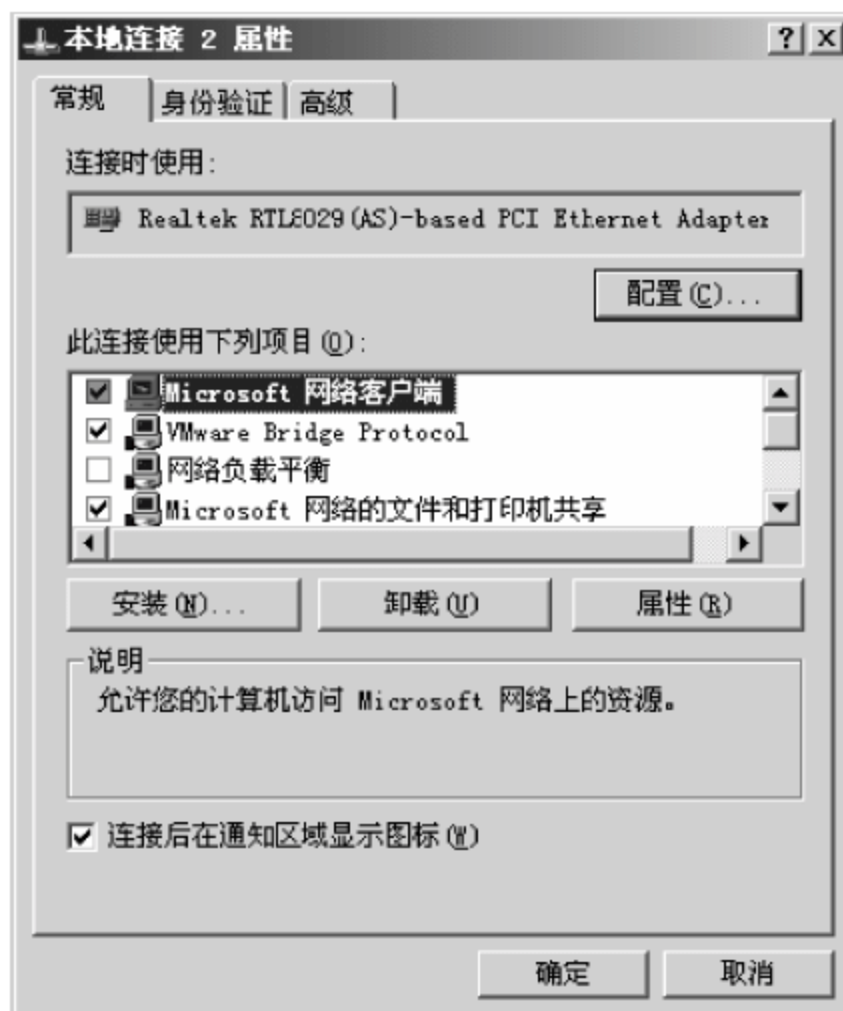 本地连接 2 属性
常规 身份验证 高级
连接时使用:
Realtek RTL8029(AS)-based PCI Ethernet Adapter
配置(C)...
此连接使用下列项目(O):
Microsoft 网络客户端
VMware Bridge Protocol
网络负载平衡
Microsoft 网络的文件和打印机共享
安装(N)... 卸载(U) 属性(R)
说明
允许您的计算机访问 Microsoft 网络上的资源。
连接后在通知区域显示图标(W)
确定 取消